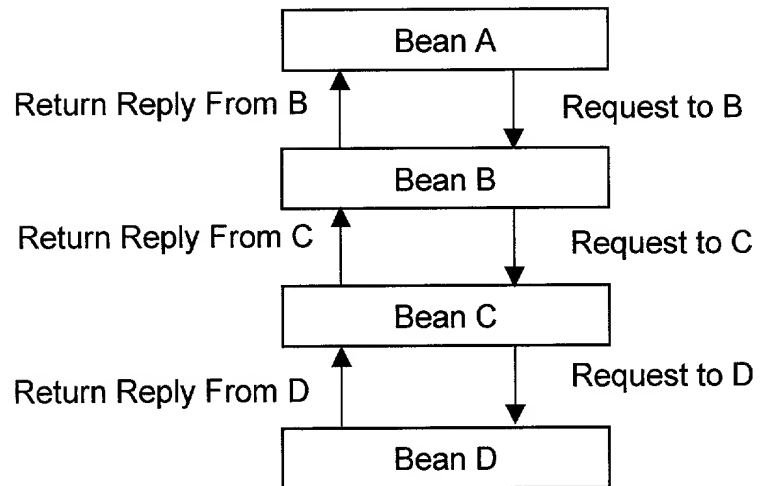 Bean A
Return Reply From B
Request to B
Bean B
Return Reply From C
Request to C
Bean C
Return Reply From D
Request to D
Bean D